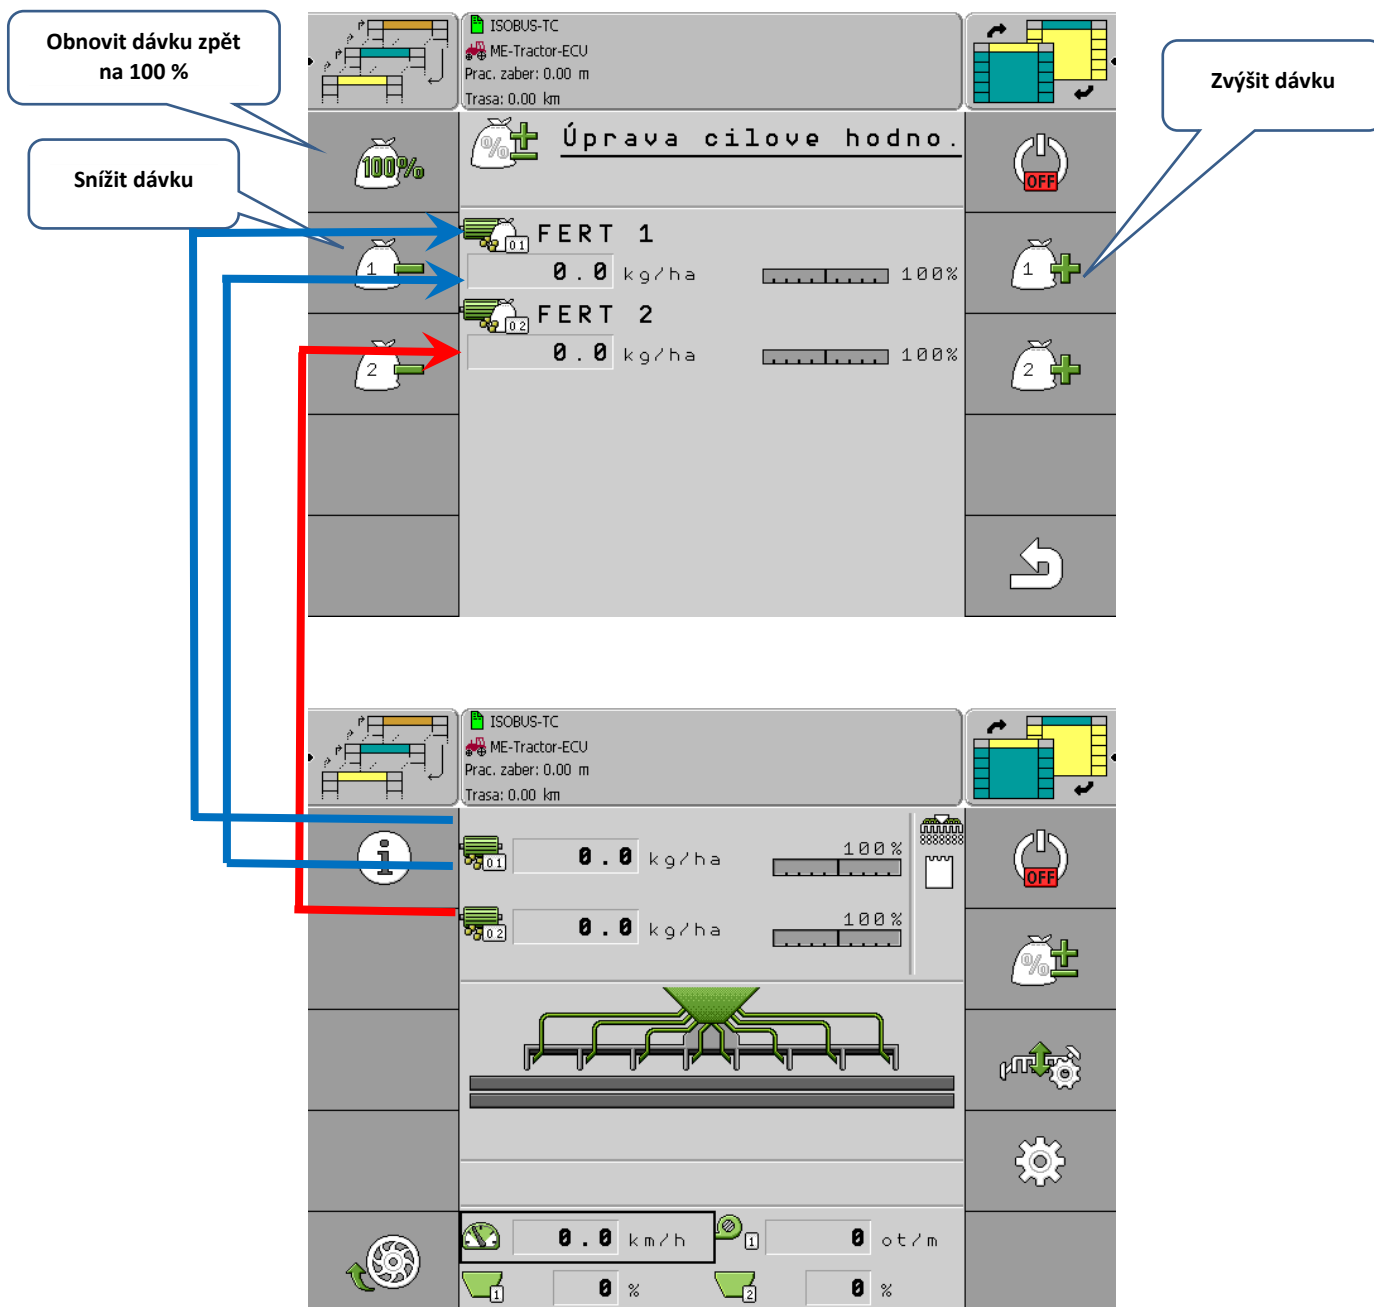 Obnovit dávku zpět
na 100 %
Snížit dávku
Zvýšit dávku
ISOBUS-TC
ME-Tractor-ECU
Prac. zaber: 0.00 m
Trasa: 0.00 km
100%
Úprava cilove hodno.
%
OFF
01 FERT 1
1
0.0 kg/ha 100%
1
02 FERT 2
2
0.0 kg/ha 100%
2
ISOBUS-TC
ME-Tractor-ECU
Prac. zaber: 0.00 m
Trasa: 0.00 km
i
01 0.0 kg/ha 100%
OFF
02 0.0 kg/ha 100%
%
0.0 km/h
1 0 ot/m
1 0 %
2 0 %